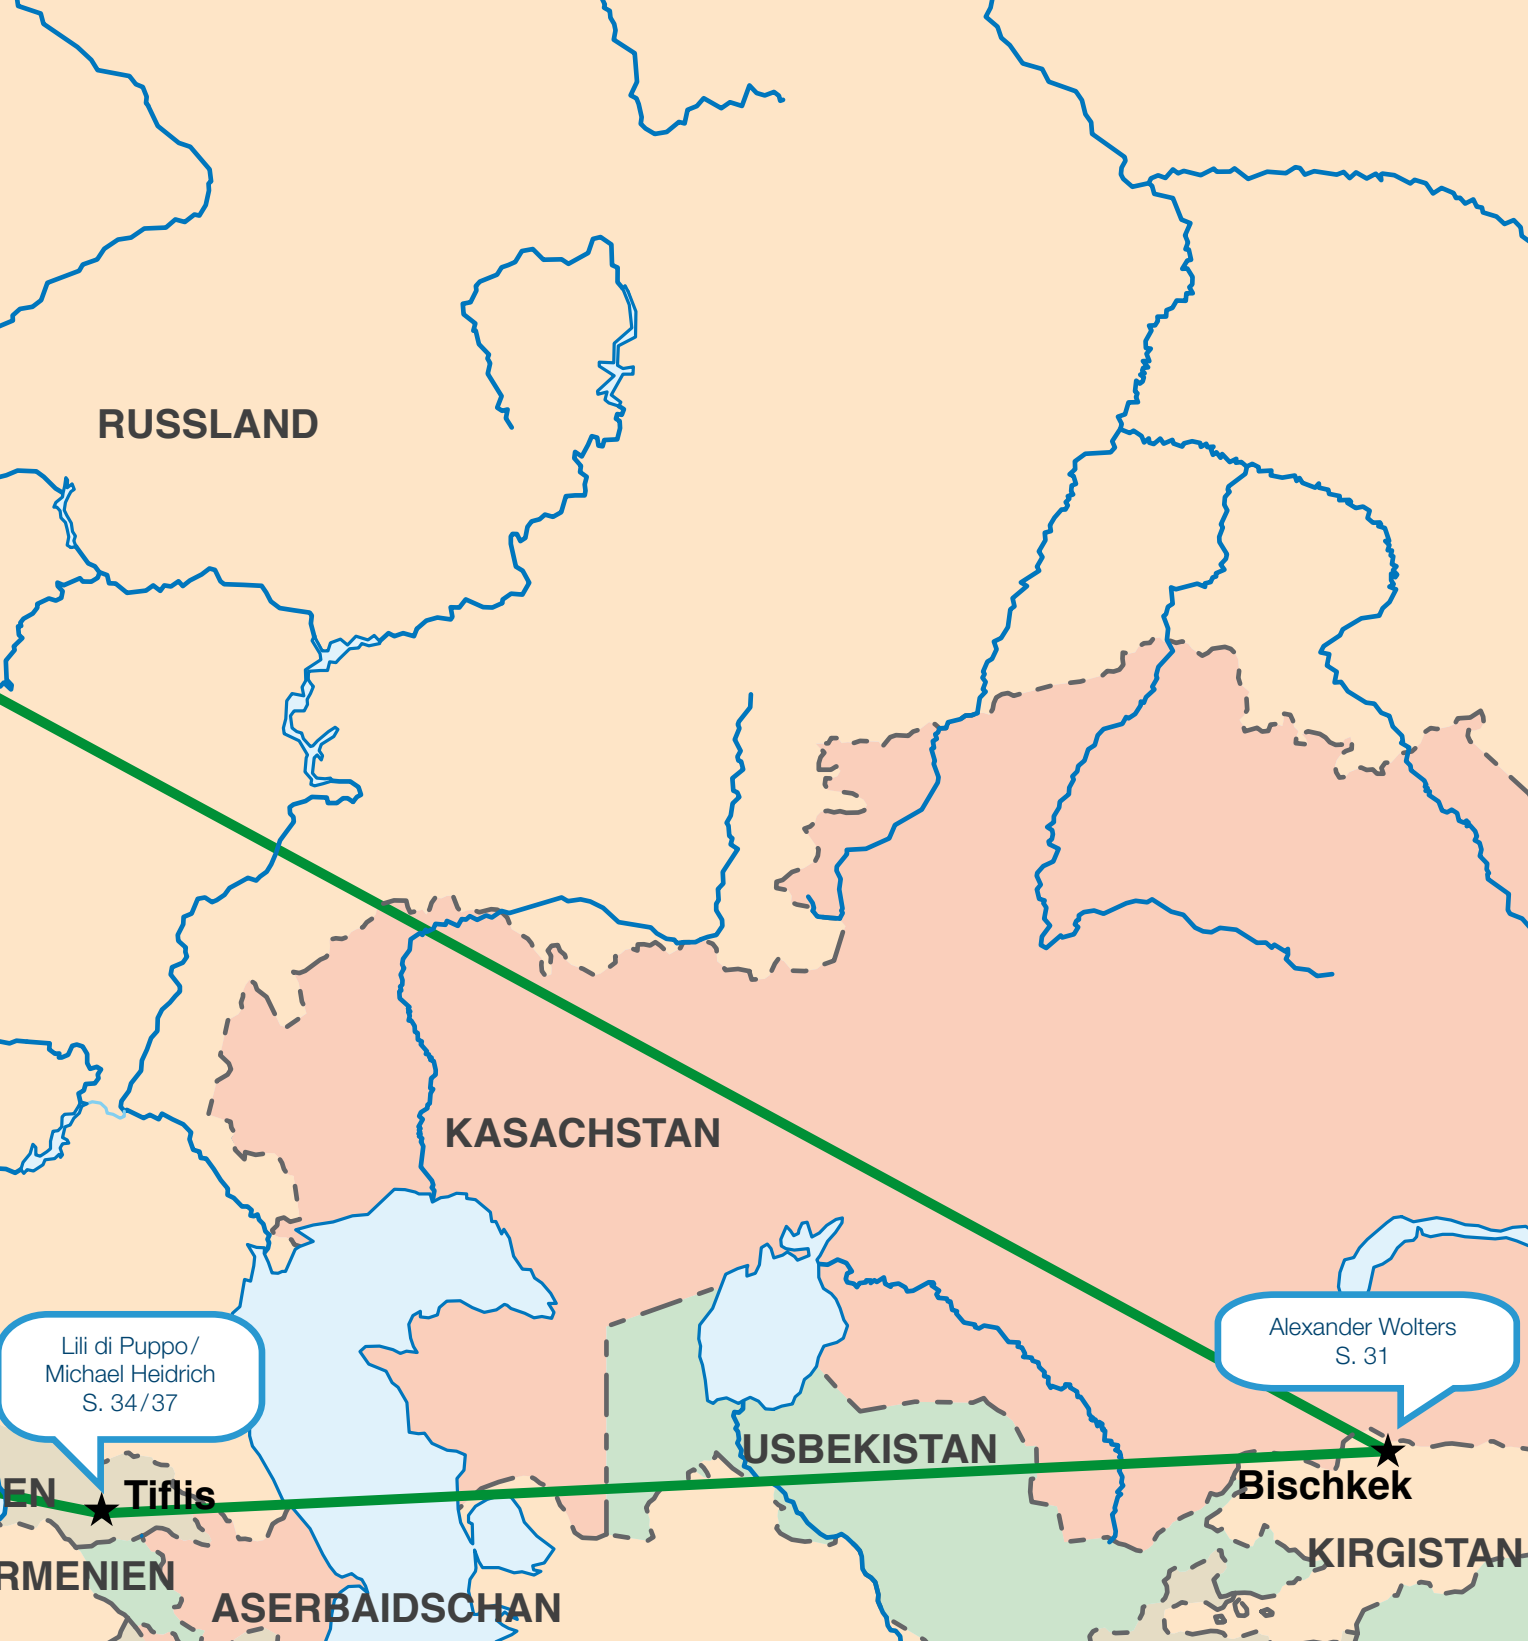 RUSSLAND
KASACHSTAN
Alexander Wolters
S. 31
Lili di Puppo/
Michael Heidrich
S. 34/37
USBEKISTAN
EN
Tiflis
Bischkek
KIRGISTAN
RMENIEN
ASERBAIDSCHAN